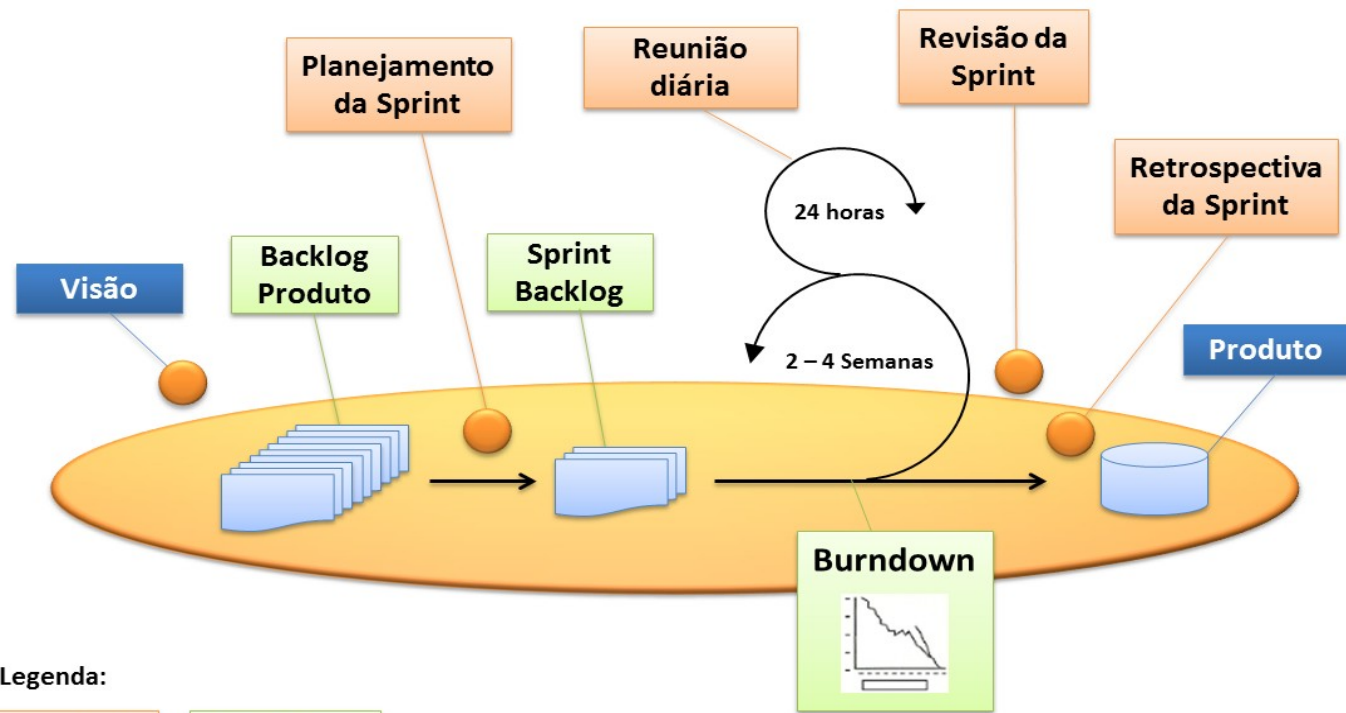 Planejamento
da Sprint
Reunião
diária
Revisão da
Sprint
Retrospectiva
da Sprint
24 horas
Visão
Backlog
Produto
Sprint
Backlog
2 – 4 Semanas
Produto
Burndown
Legenda: